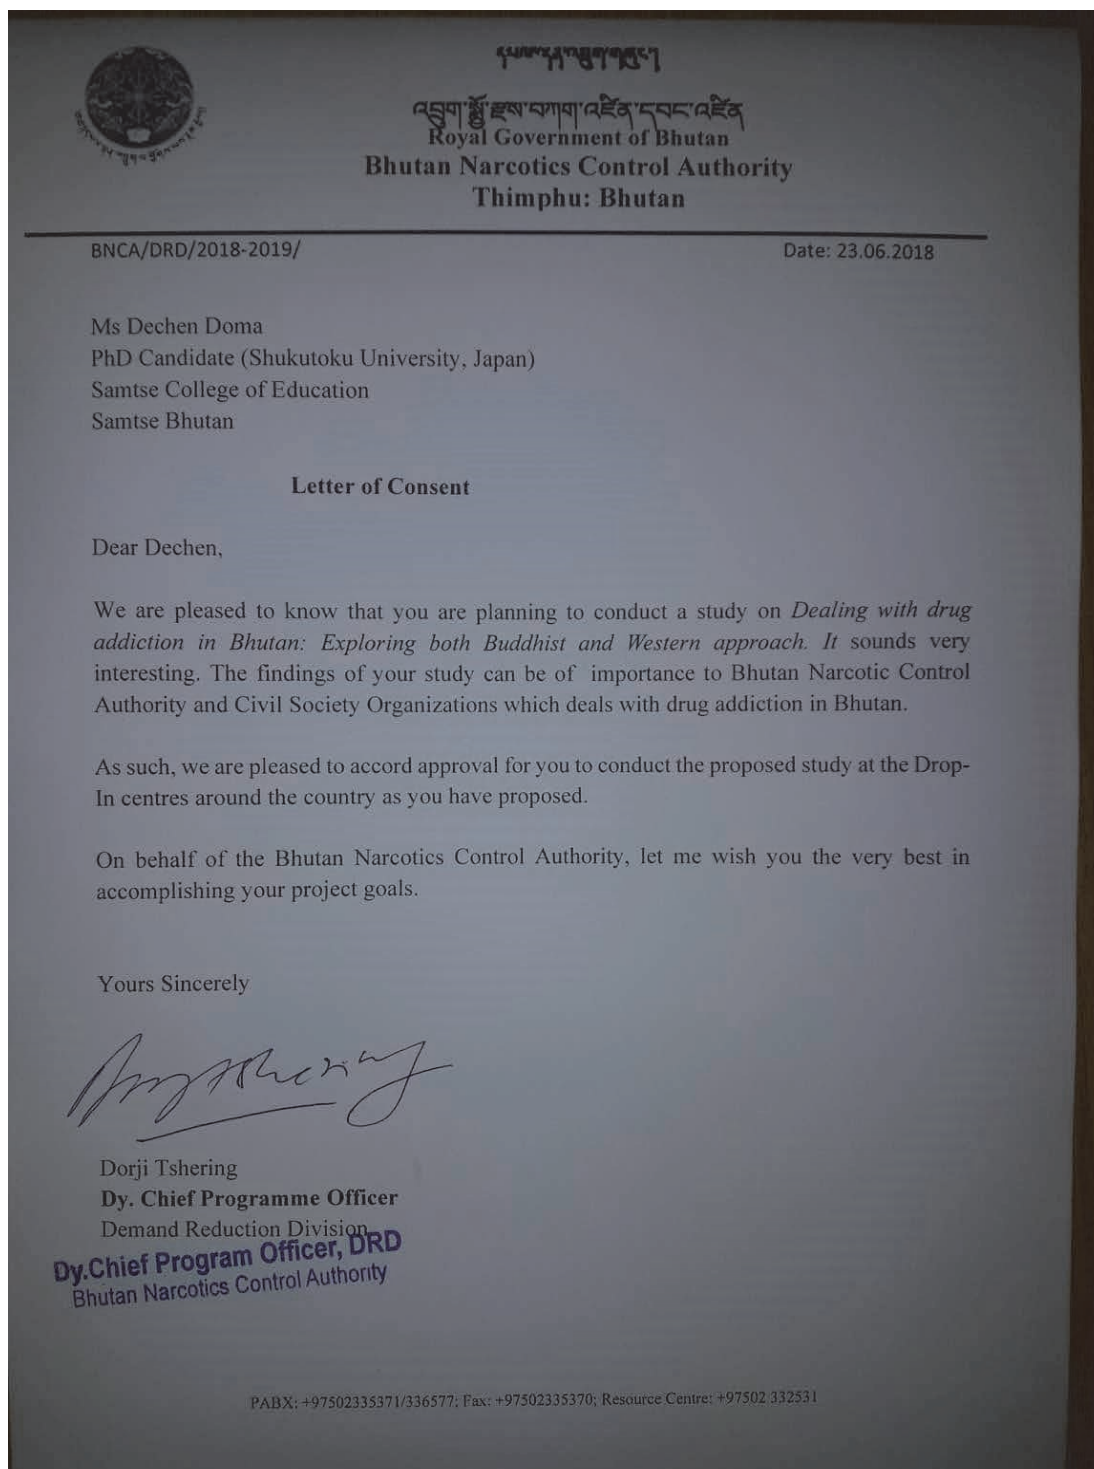 དཔལ་ལྡན་འབྲུག་གཞུང་།
འབྲུག་སྨྱོ་རྫས་བཀག་འཛིན་དབང་འཛིན
Royal Government of Bhutan
Bhutan Narcotics Control Authority
Thimphu: Bhutan
BNCA/DRD/2018-2019/ Date: 23.06.2018
Ms Dechen Doma
PhD Candidate (Shukutoku University, Japan)
Samtse College of Education
Samtse Bhutan
Letter of Consent
Dear Dechen,
We are pleased to know that you are planning to conduct a study on Dealing with drug
addiction in Bhutan: Exploring both Buddhist and Western approach. It sounds very
interesting. The findings of your study can be of importance to Bhutan Narcotic Control
Authority and Civil Society Organizations which deals with drug addiction in Bhutan.
As such, we are pleased to accord approval for you to conduct the proposed study at the Drop-
In centres around the country as you have proposed.
On behalf of the Bhutan Narcotics Control Authority, let me wish you the very best in
accomplishing your project goals.
Yours Sincerely
Dorji Tshering
Dy. Chief Programme Officer
Demand Reduction Division
Dy.Chief Program Officer, DRD
Bhutan Narcotics Control Authority
PABX: +97502335371/336577; Fax: +97502335370; Resource Centre: +97502 332531